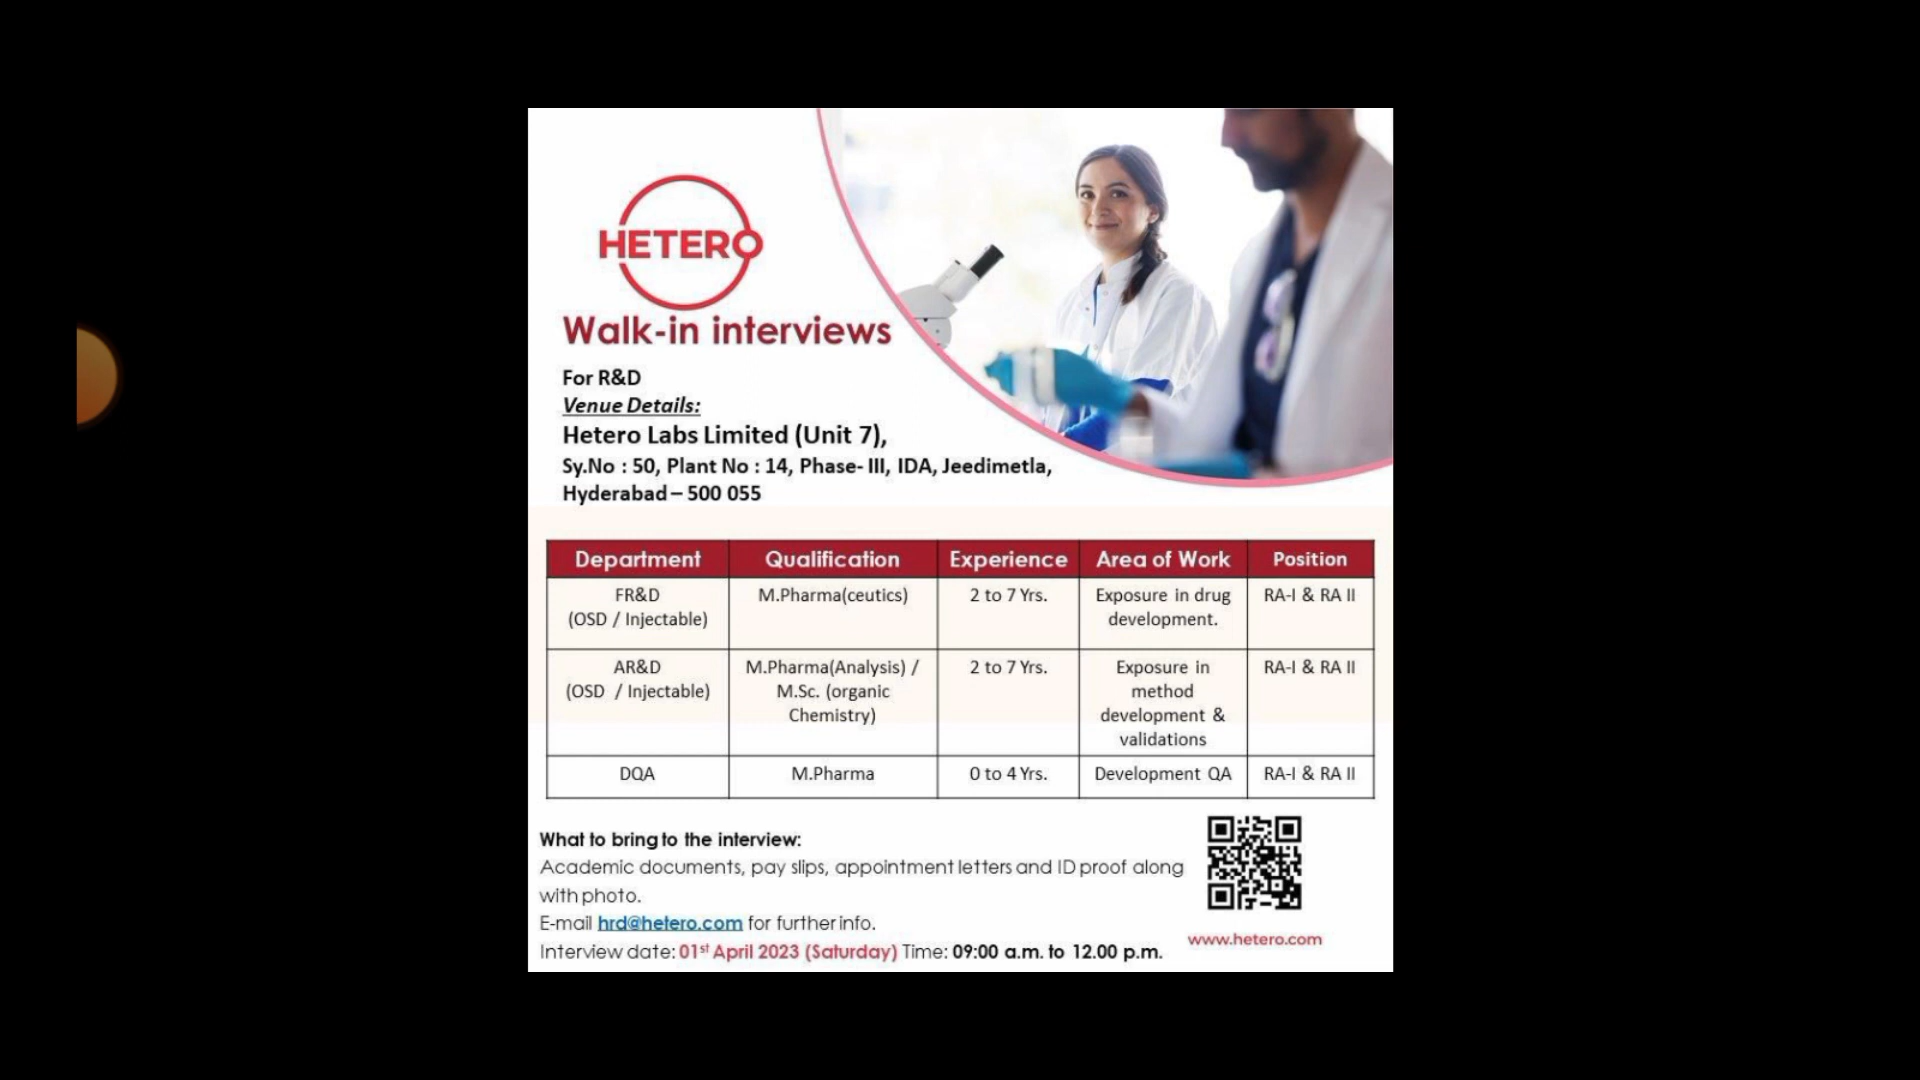 HETERO
Walk-in interviews
For R&D
Venue Details:
Hetero Labs Limited (Unit 7),
Sy.No : 50, Plant No : 14, Phase- III, IDA, Jeedimetla,
Hyderabad – 500 055
Department Qualification Experience Area of Work Position
FR&D M.Pharma(ceutics) 2 to 7 Yrs. Exposure in drug RA-I & RA II
(OSD / Injectable) development.
AR&D M.Pharma(Analysis) / 2 to 7 Yrs. Exposure in RA-I & RA II
(OSD / Injectable) M.Sc. (organic method
Chemistry) development &
validations
DQA M.Pharma 0 to 4 Yrs. Development QA RA-I & RA II
What to bring to the interview:
Academic documents, pay slips, appointment letters and ID proof along
with photo.
E-mail hrd@hetero.com for further info.
www.hetero.com
Interview date: 01st April 2023 (Saturday) Time: 09:00 a.m. to 12.00 p.m.